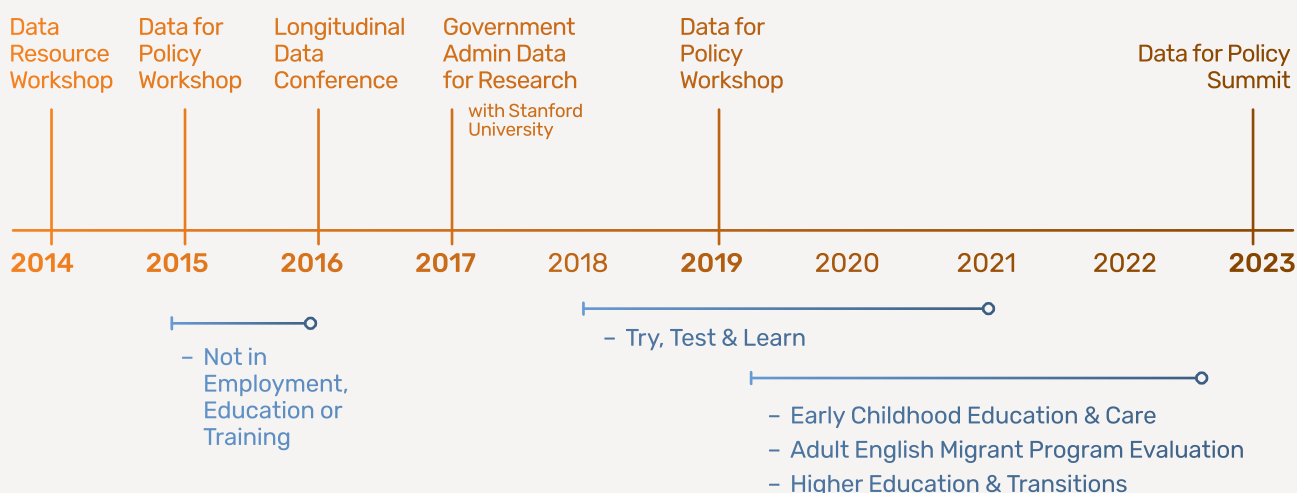 Data
Resource
Workshop
Data for
Policy
Workshop
Longitudinal
Data
Conference
Government
Admin Data
for Research
with Stanford
University
Data for
Policy
Workshop
Data for Policy
Summit
2014
2015
2016
2017
2018
2019
2020
2021
2022
2023
– Not in
Employment,
Education or
Training
– Try, Test & Learn
– Early Childhood Education & Care
– Adult English Migrant Program Evaluation
– Higher Education & Transitions